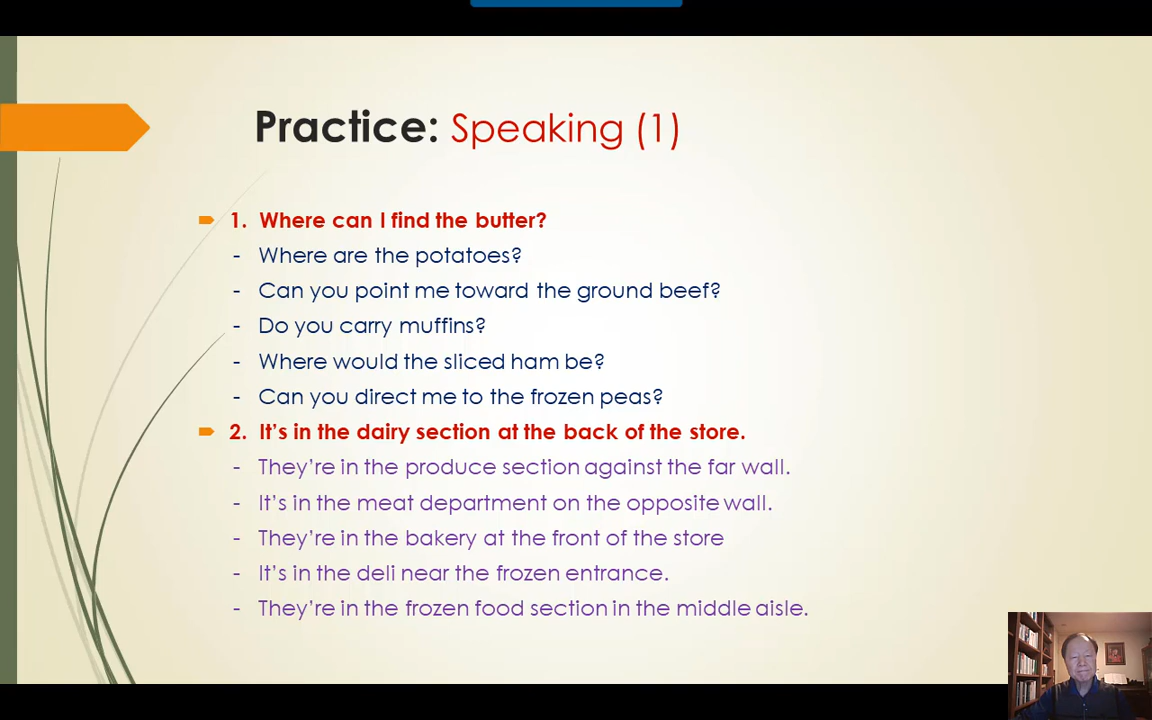 Practice: Speaking (1)
1. Where can I find the butter?
- Where are the potatoes?
- Can you point me toward the ground beef?
- Do you carry muffins?
- Where would the sliced ham be?
- Can you direct me to the frozen peas?
2. It's in the dairy section at the back of the store.
- They're in the produce section against the far wall.
- It's in the meat department on the opposite wall.
- They're in the bakery at the front of the store
- It's in the deli near the frozen entrance.
- They're in the frozen food section in the middle aisle.